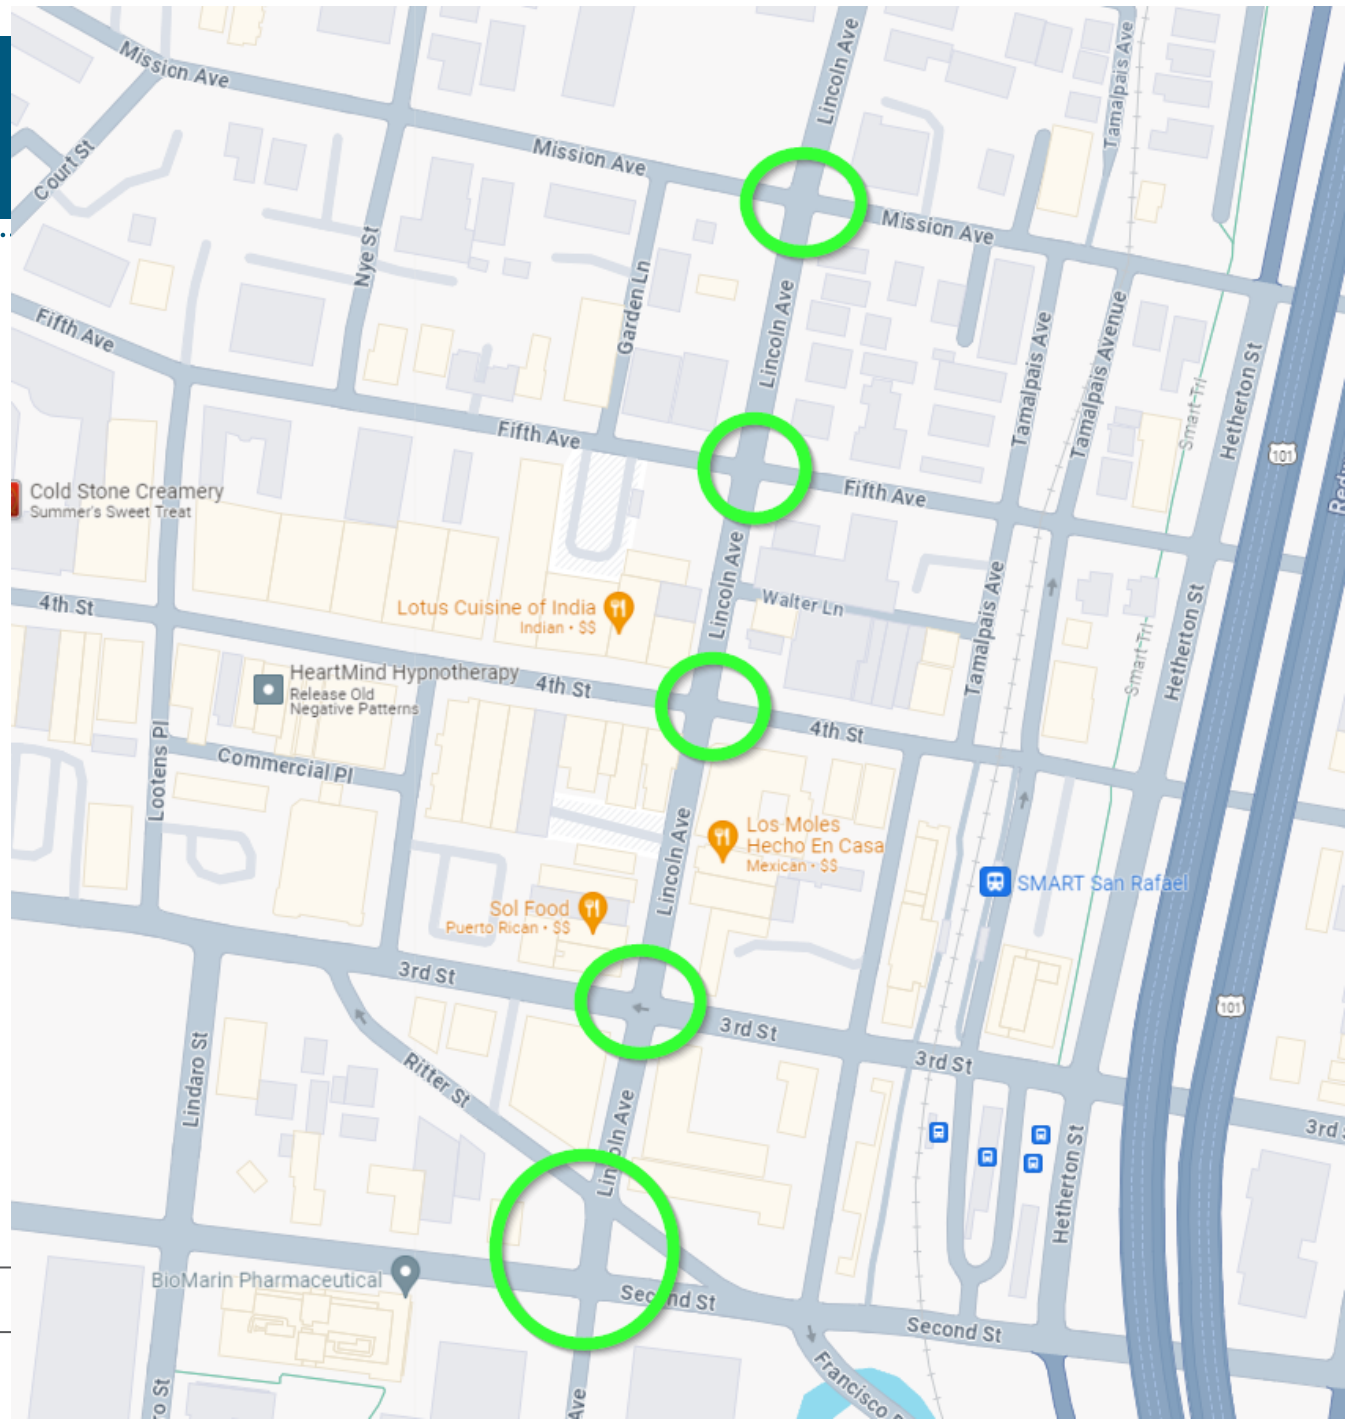 Lincoln Ave
Tamalpais Ave
Mission Ave
Court St
Mission Ave
Mission Ave
Nye St
Garden Ln
Lincoln Ave
Tamalpais Ave
Tamalpais Avenue
Hetherton St
Smart Trl
101
Fifth Ave
Fifth Ave
Fifth Ave
Cold Stone Creamery
Summer's Sweet Treat
Lincoln Ave
4th St
Lotus Cuisine of India
Indian • $$
Walter Ln
Tamalpais Ave
Smart Trl
Hetherton St
HeartMind Hypnotherapy
Release Old
Negative Patterns
4th St
4th St
Lootens Pl
Commercial Pl
Lincoln Ave
Los Moles
Hecho En Casa
Mexican • $$
SMART San Rafael
Sol Food
Puerto Rican • $$
101
3rd St
3rd St
3rd St
3rd
Lindaro St
Ritter St
Lincoln Ave
Hetherton St
BioMarin Pharmaceutical
Second St
Second St
Francisco
St
Ave